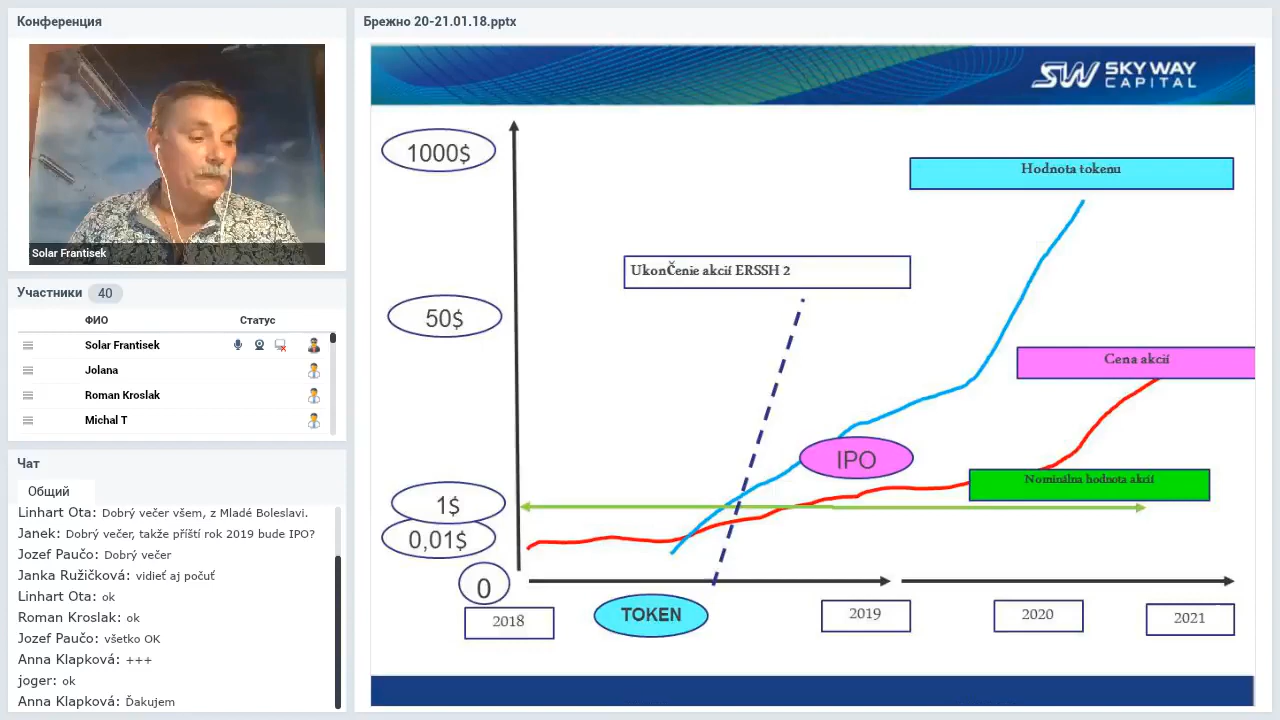 Конференция
Solar Frantisek
Участники 40
ФИО Статус
Solar Frantisek
Jolana
Roman Kroslak
Michal T
Чат
Общий
Linhart Ota: Dobrý večer všem, z Mladé Boleslavi.
Janek: Dobrý večer, takže příští rok 2019 bude IPO?
Jozef Paučo: Dobrý večer
Janka Ružičková: vidieť aj počuť
Linhart Ota: ok
Roman Kroslak: ok
Jozef Paučo: všetko OK
Anna Klapková: +++
joger: ok
Anna Klapková: Ďakujem
Брежно 20-21.01.18.pptx
SW SKY WAY
CAPITAL
1000$
Hodnota tokenu
UkonČenie akcií ERSSH 2
50$
Cena akcií
IPO
Nominálna hodnota akcií
1$
0,01$
0
2018
TOKEN
2019
2020
2021